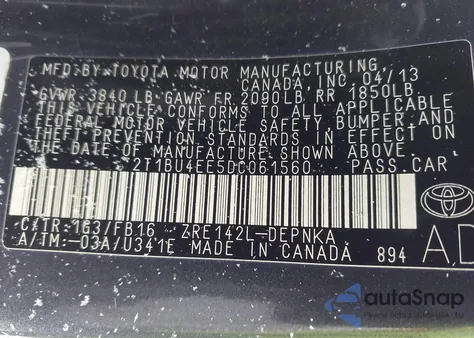 MFD.BY TOYOTA MOTOR MANUFACTURING
CANADA, INC 04/13
GVWR 3840 LB GAWR FR 2090LB RR 1850LB
THIS VEHICLE CONFORMS TO ALL APPLICABLE
FEDERAL MOTOR VEHICLE SAFETY, BUMPER AND
THEFT PREVENTION STANDARDS IN EFFECT ON
THE DATE OF MANUFACTURE SHOWN ABOVE.
2T1BU4EE5DC061560 PASS.CAR
C/TR:1G3/FB16 ZRE142L-DEPNKA
A/TM:-03A/U341E MADE IN CANADA 894
A,D
TOYOTA
autoSnap